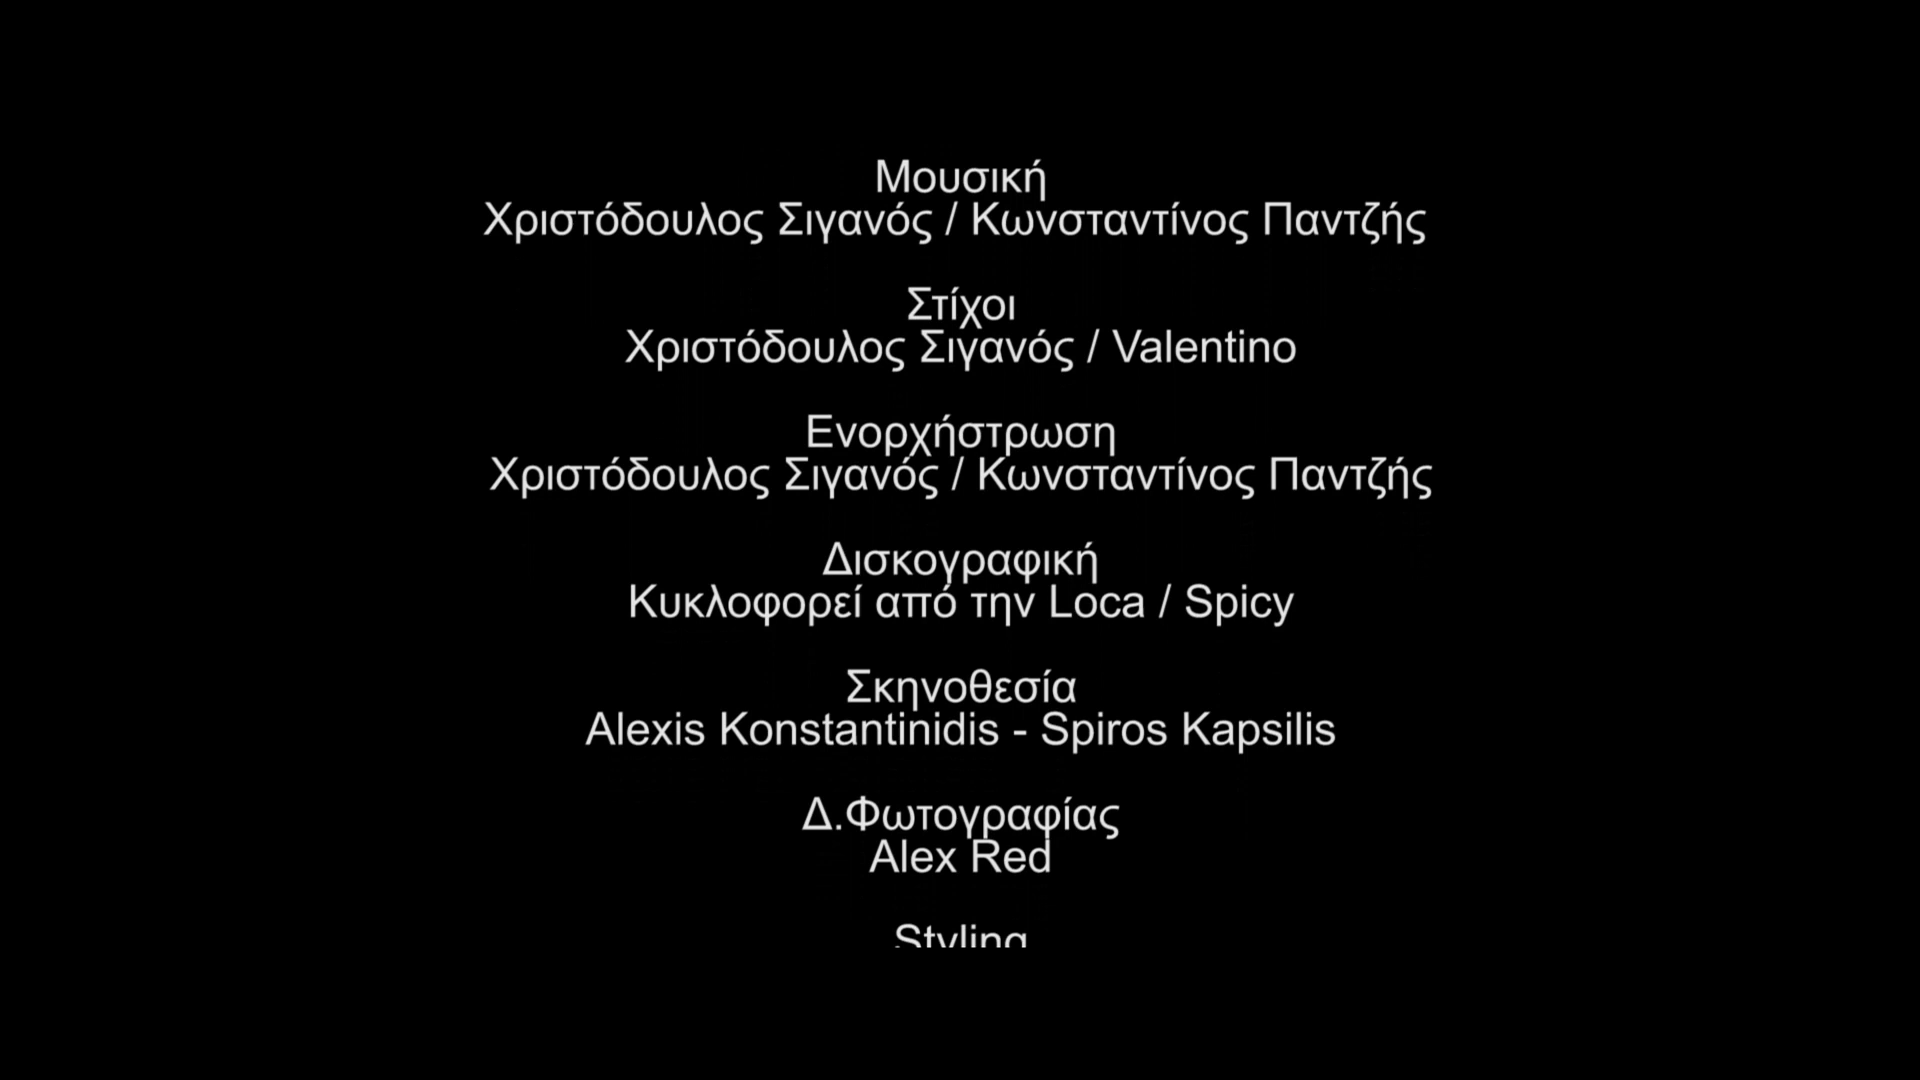 Μουσική
Χριστόδουλος Σιγανός / Κωνσταντίνος Παντζής
Στίχοι
Χριστόδουλος Σιγανός / Valentino
Ενορχήστρωση
Χριστόδουλος Σιγανός / Κωνσταντίνος Παντζής
Δισκογραφική
Κυκλοφορεί από την Loca / Spicy
Σκηνοθεσία
Alexis Konstantinidis - Spiros Kapsilis
Δ.Φωτογραφίας
Alex Red
Styling